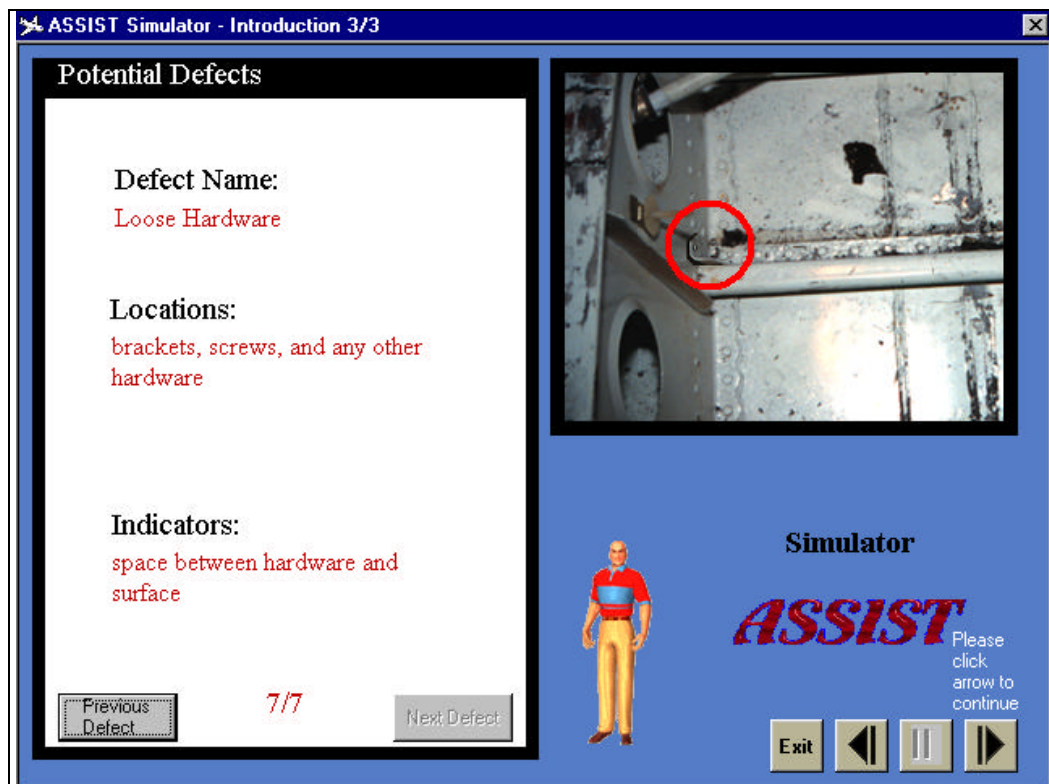 ASSIST Simulator - Introduction 3/3
Potential Defects
Defect Name:
Loose Hardware
Locations:
brackets, screws, and any other
hardware
Indicators:
space between hardware and
surface
Previous
Defect
7/7
Next Defect
Simulator
ASSIST
Please
click
arrow to
continue
Exit